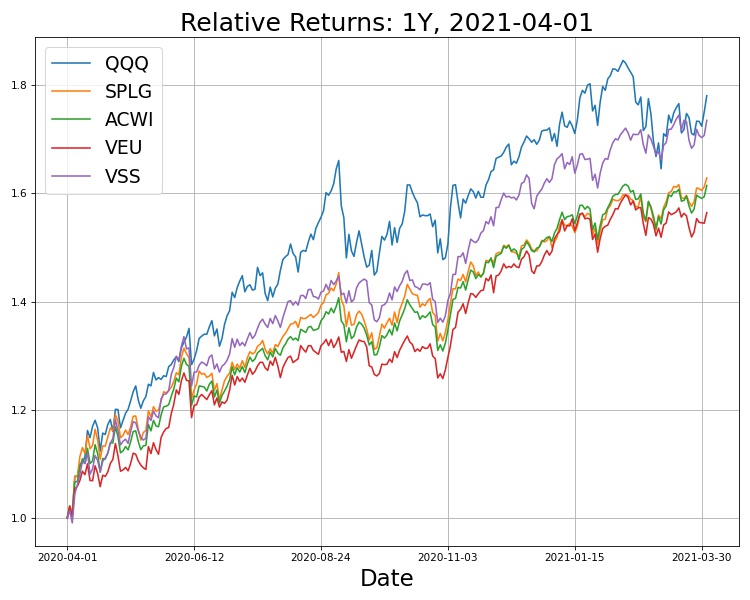 Relative Returns: 1Y, 2021-04-01
QQQ
SPLG
ACWI
VEU
VSS
1.8
1.6
1.4
1.2
1.0
2020-04-01 2020-06-12 2020-08-24 2020-11-03 2021-01-15 2021-03-30
Date